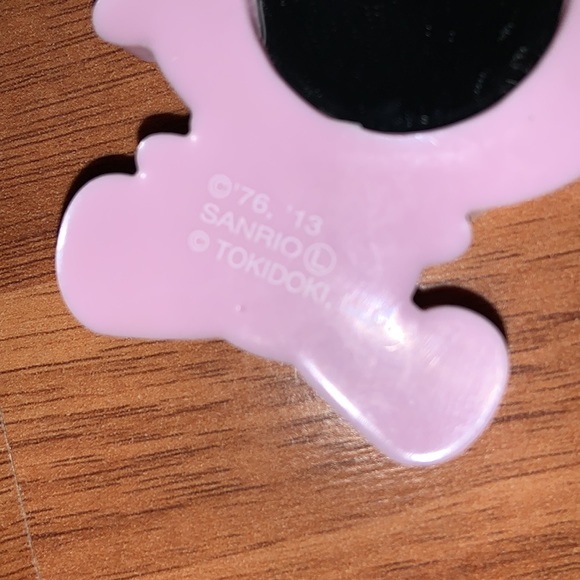 ©'76, '13
SANRIO Ⓛ
© TOKIDOKI,